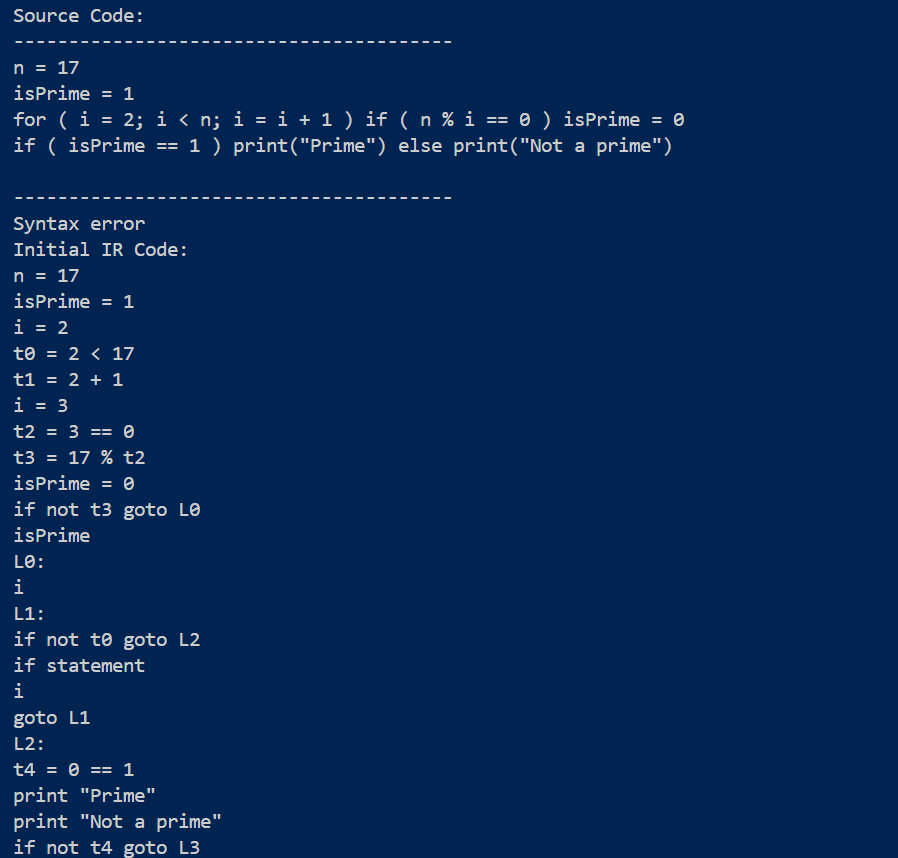 Source Code:
----------------------------------------
n = 17
isPrime = 1
for ( i = 2; i < n; i = i + 1 ) if ( n % i == 0 ) isPrime = 0
if ( isPrime == 1 ) print("Prime") else print("Not a prime")
----------------------------------------
Syntax error
Initial IR Code:
n = 17
isPrime = 1
i = 2
t0 = 2 < 17
t1 = 2 + 1
i = 3
t2 = 3 == 0
t3 = 17 % t2
isPrime = 0
if not t3 goto L0
isPrime
L0:
i
L1:
if not t0 goto L2
if statement
i
goto L1
L2:
t4 = 0 == 1
print "Prime"
print "Not a prime"
if not t4 goto L3